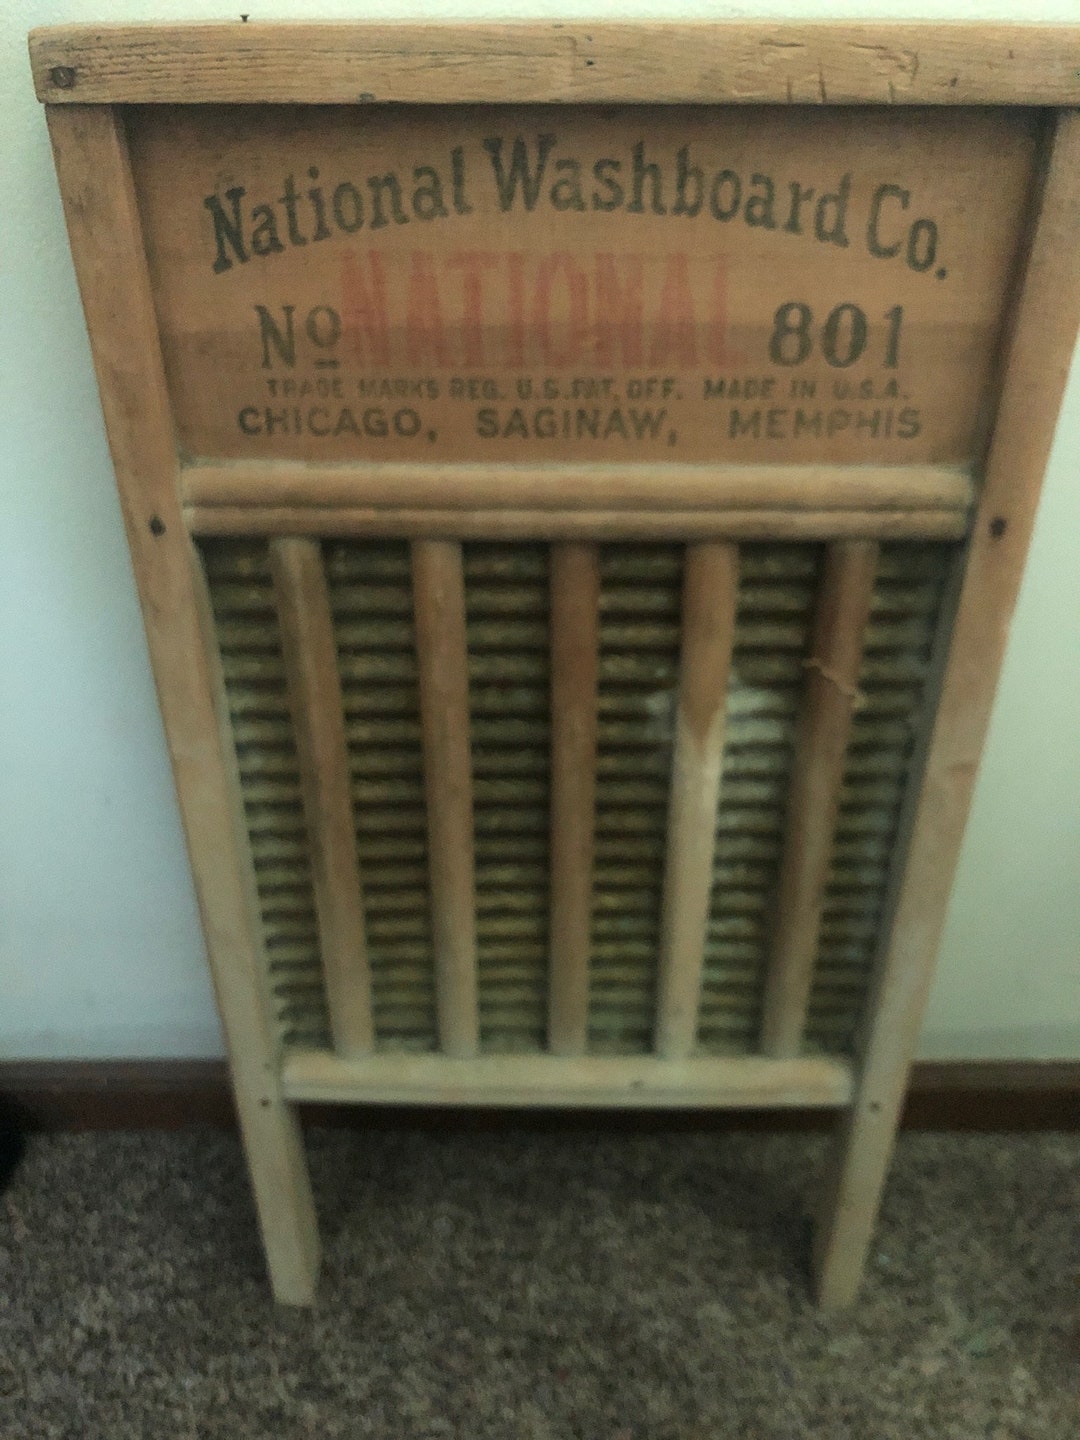 National Washboard Co.
NATIONAL
No 801
TRADE MARKS REG. U.S. PAT. OFF. MADE IN U.S.A.
CHICAGO, SAGINAW, MEMPHIS